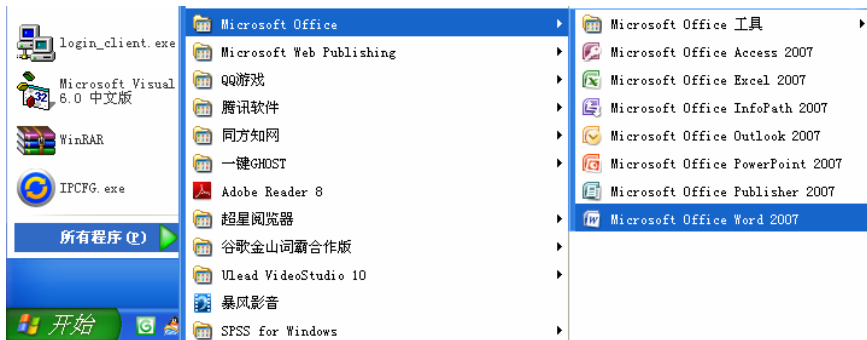 login_client.exe
Microsoft Visual
6.0 中文版
WinRAR
IPCFG.exe
所有程序(P)
开始
Microsoft Office
Microsoft Web Publishing
QQ游戏
腾讯软件
同方知网
一键GHOST
Adobe Reader 8
超星阅览器
谷歌金山词霸合作版
Ulead VideoStudio 10
暴风影音
SPSS for Windows
Microsoft Office 工具
Microsoft Office Access 2007
Microsoft Office Excel 2007
Microsoft Office InfoPath 2007
Microsoft Office Outlook 2007
Microsoft Office PowerPoint 2007
Microsoft Office Publisher 2007
Microsoft Office Word 2007